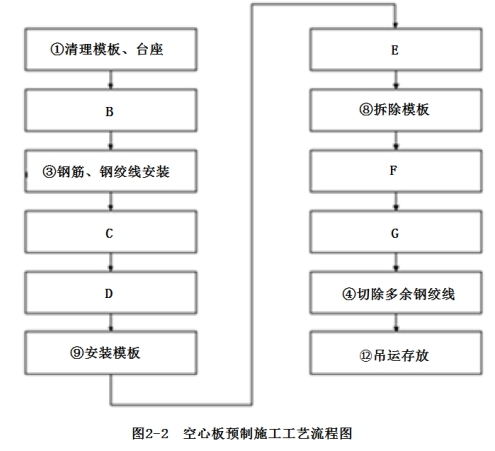 ①清理模板、台座
B
③钢筋、钢绞线安装
C
D
⑨安装模板
E
⑧拆除模板
F
G
④切除多余钢绞线
⑫吊运存放
图2-2 空心板预制施工工艺流程图